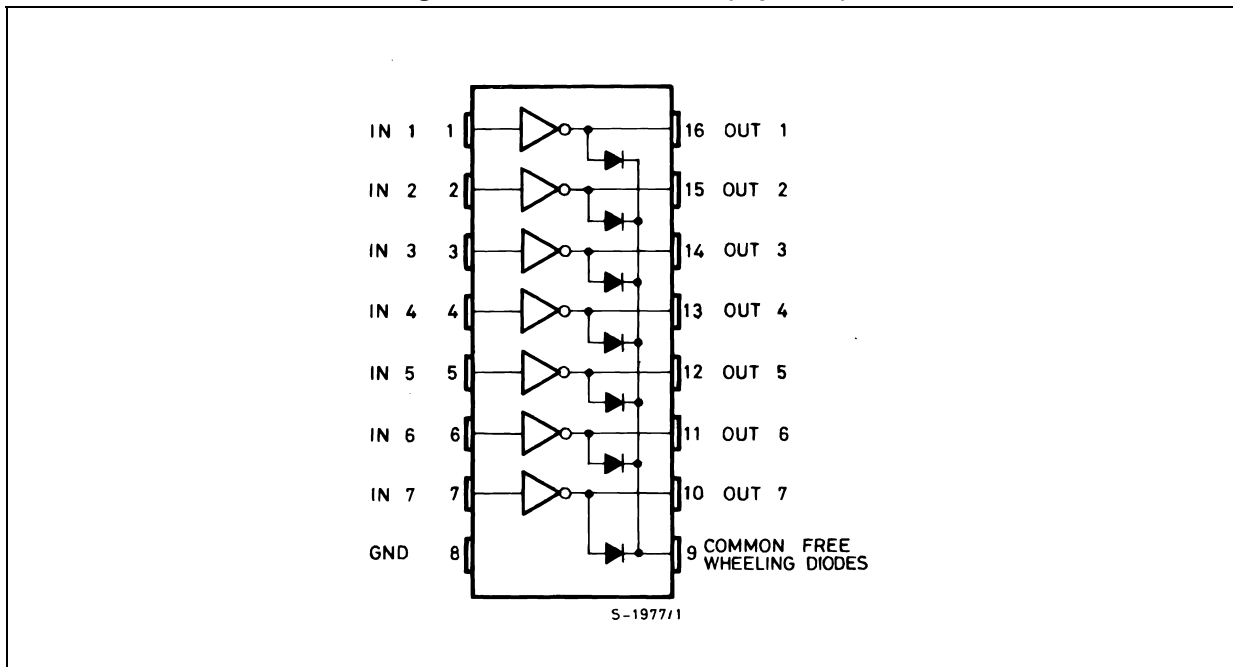 IN 1 1 16 OUT 1
IN 2 2 15 OUT 2
IN 3 3 14 OUT 3
IN 4 4 13 OUT 4
IN 5 5 12 OUT 5
IN 6 6 11 OUT 6
IN 7 7 10 OUT 7
GND 8 9 COMMON FREE
WHEELING DIODES
S-1977/1